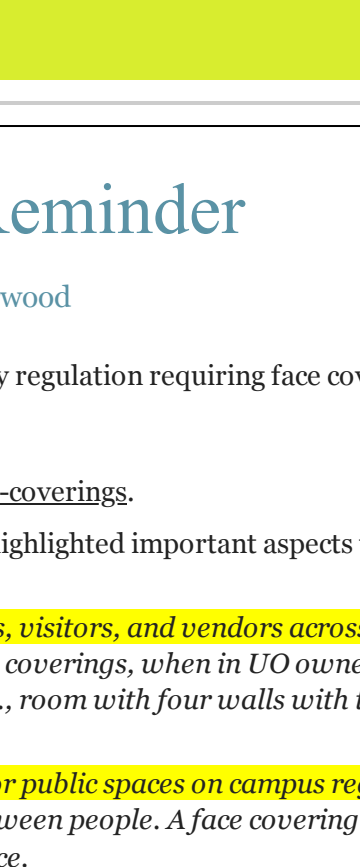 eminder
wood
y regulation requiring face cov
-coverings.
ighlighted important aspects
s, visitors, and vendors across
coverings, when in UO owne
., room with four walls with t
or public spaces on campus reg
ween people. A face covering
ce.